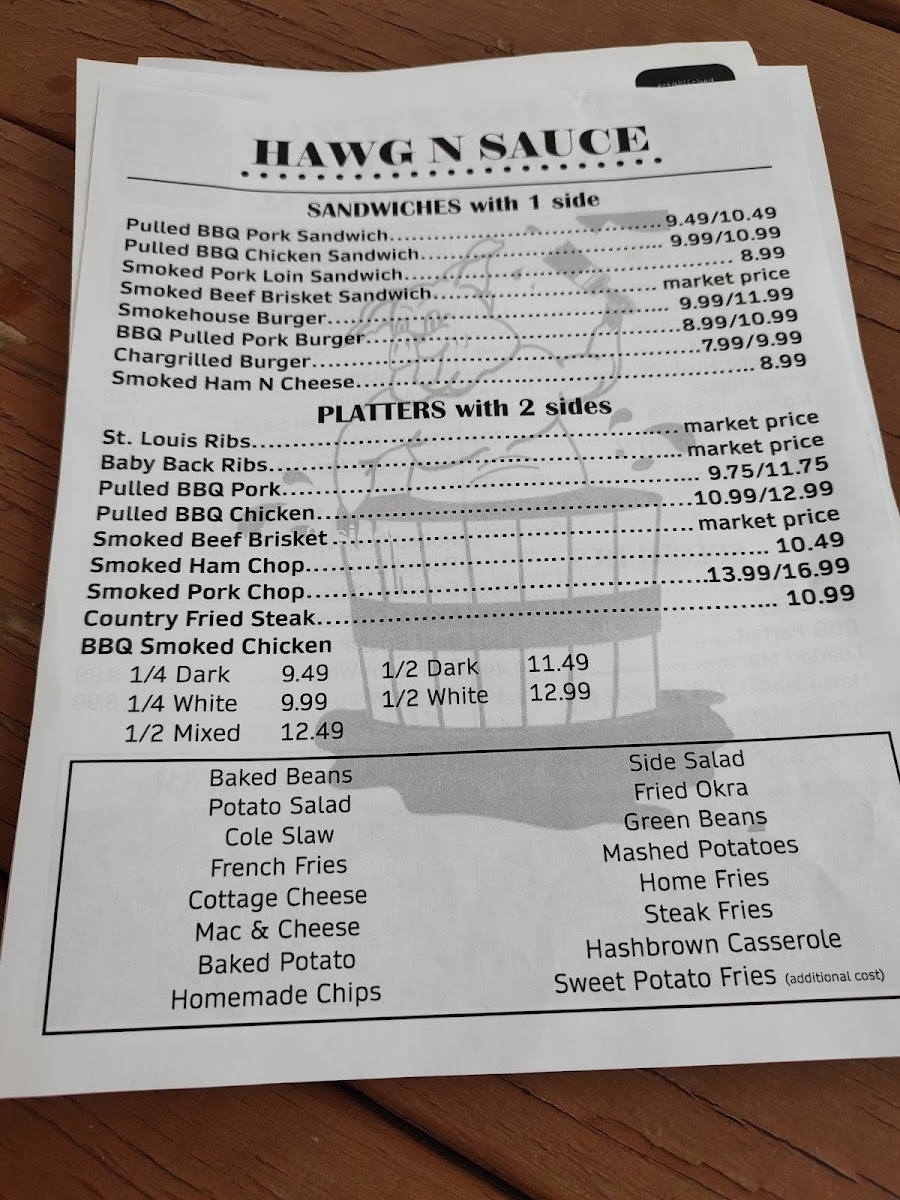 established
HAWG N SAUCE
SANDWICHES with 1 side
Pulled BBQ Pork Sandwich 9.49/10.49
Pulled BBQ Chicken Sandwich 9.99/10.99
Smoked Pork Loin Sandwich 8.99
Smoked Beef Brisket Sandwich market price
Smokehouse Burger 9.99/11.99
BBQ Pulled Pork Burger 8.99/10.99
Chargrilled Burger 7.99/9.99
Smoked Ham N Cheese 8.99
PLATTERS with 2 sides
St. Louis Ribs market price
Baby Back Ribs market price
Pulled BBQ Pork 9.75/11.75
Pulled BBQ Chicken 10.99/12.99
Smoked Beef Brisket market price
Smoked Ham Chop 10.49
Smoked Pork Chop 13.99/16.99
Country Fried Steak 10.99
BBQ Smoked Chicken
1/4 Dark 9.49 1/2 Dark 11.49
1/4 White 9.99 1/2 White 12.99
1/2 Mixed 12.49
Baked Beans
Potato Salad
Cole Slaw
French Fries
Cottage Cheese
Mac & Cheese
Baked Potato
Homemade Chips
Side Salad
Fried Okra
Green Beans
Mashed Potatoes
Home Fries
Steak Fries
Hashbrown Casserole
Sweet Potato Fries (additional cost)